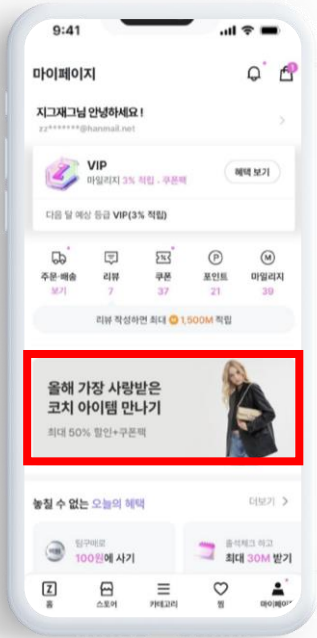 9:41
마이페이지
1
지그재그님 안녕하세요 !
zz*******@hanmail.net
Z
VIP
마일리지 3% 적립 · 쿠폰팩
혜택 보기
다음 달 예상 등급 VIP(3% 적립)
주문·배송 리뷰 쿠폰 포인트 마일리지
보기 7 37 21 39
리뷰 작성하면 최대 1,500M 적립
올해 가장 사랑받은
코치 아이템 만나기
최대 50% 할인+쿠폰팩
놓칠 수 없는 오늘의 혜택 더보기
팀구매로
100원에 사기
출석체크 하고
최대 30M 받기
홈 스토어 카테고리 찜 마이페이지